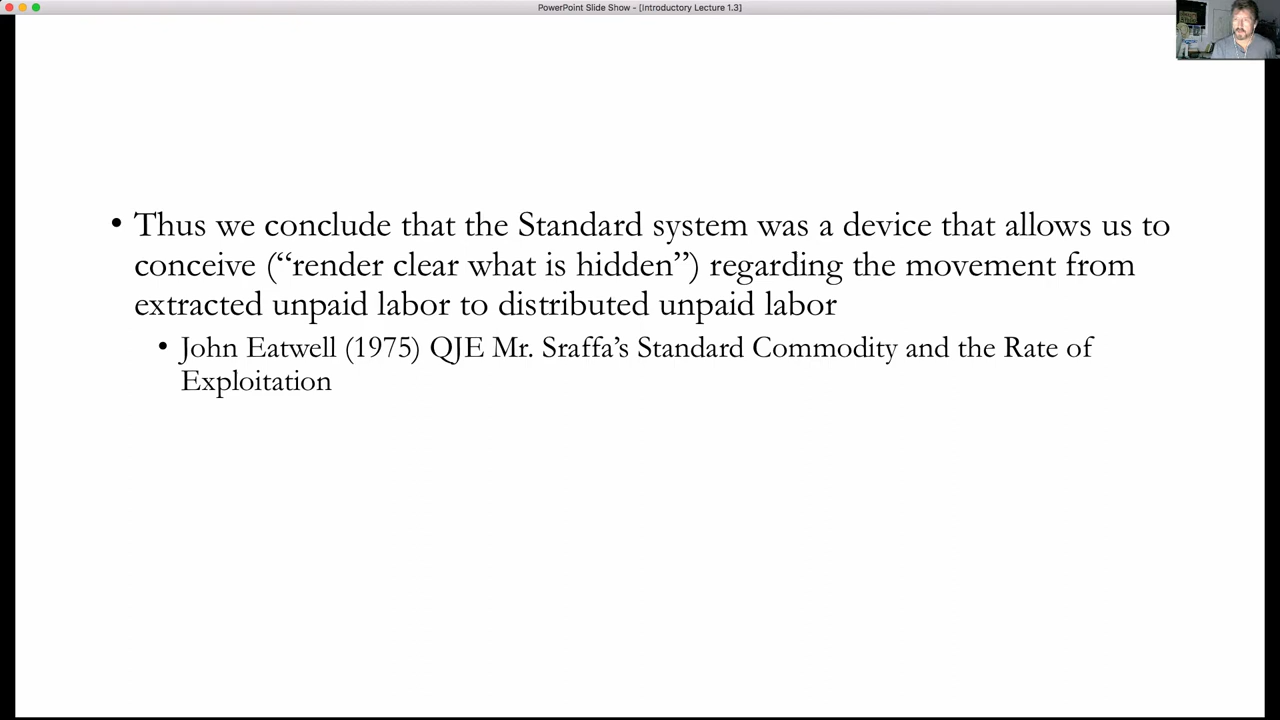 PowerPoint Slide Show - [Introductory Lecture 1.3]
• Thus we conclude that the Standard system was a device that allows us to
conceive (“render clear what is hidden”) regarding the movement from
extracted unpaid labor to distributed unpaid labor
• John Eatwell (1975) QJE Mr. Sraffa’s Standard Commodity and the Rate of
Exploitation